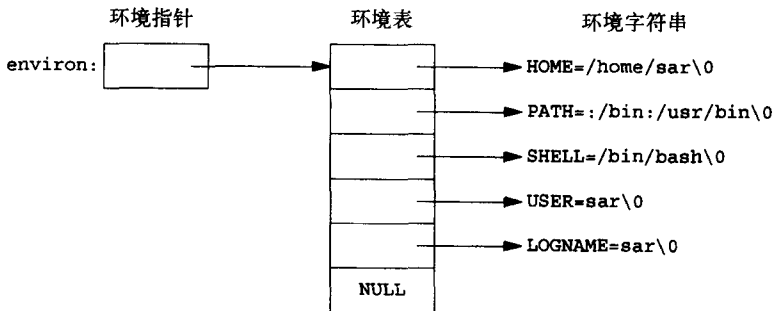 环境指针 环境表 环境字符串
environ: HOME=/home/sar\0
PATH=:/bin:/usr/bin\0
SHELL=/bin/bash\0
USER=sar\0
LOGNAME=sar\0
NULL